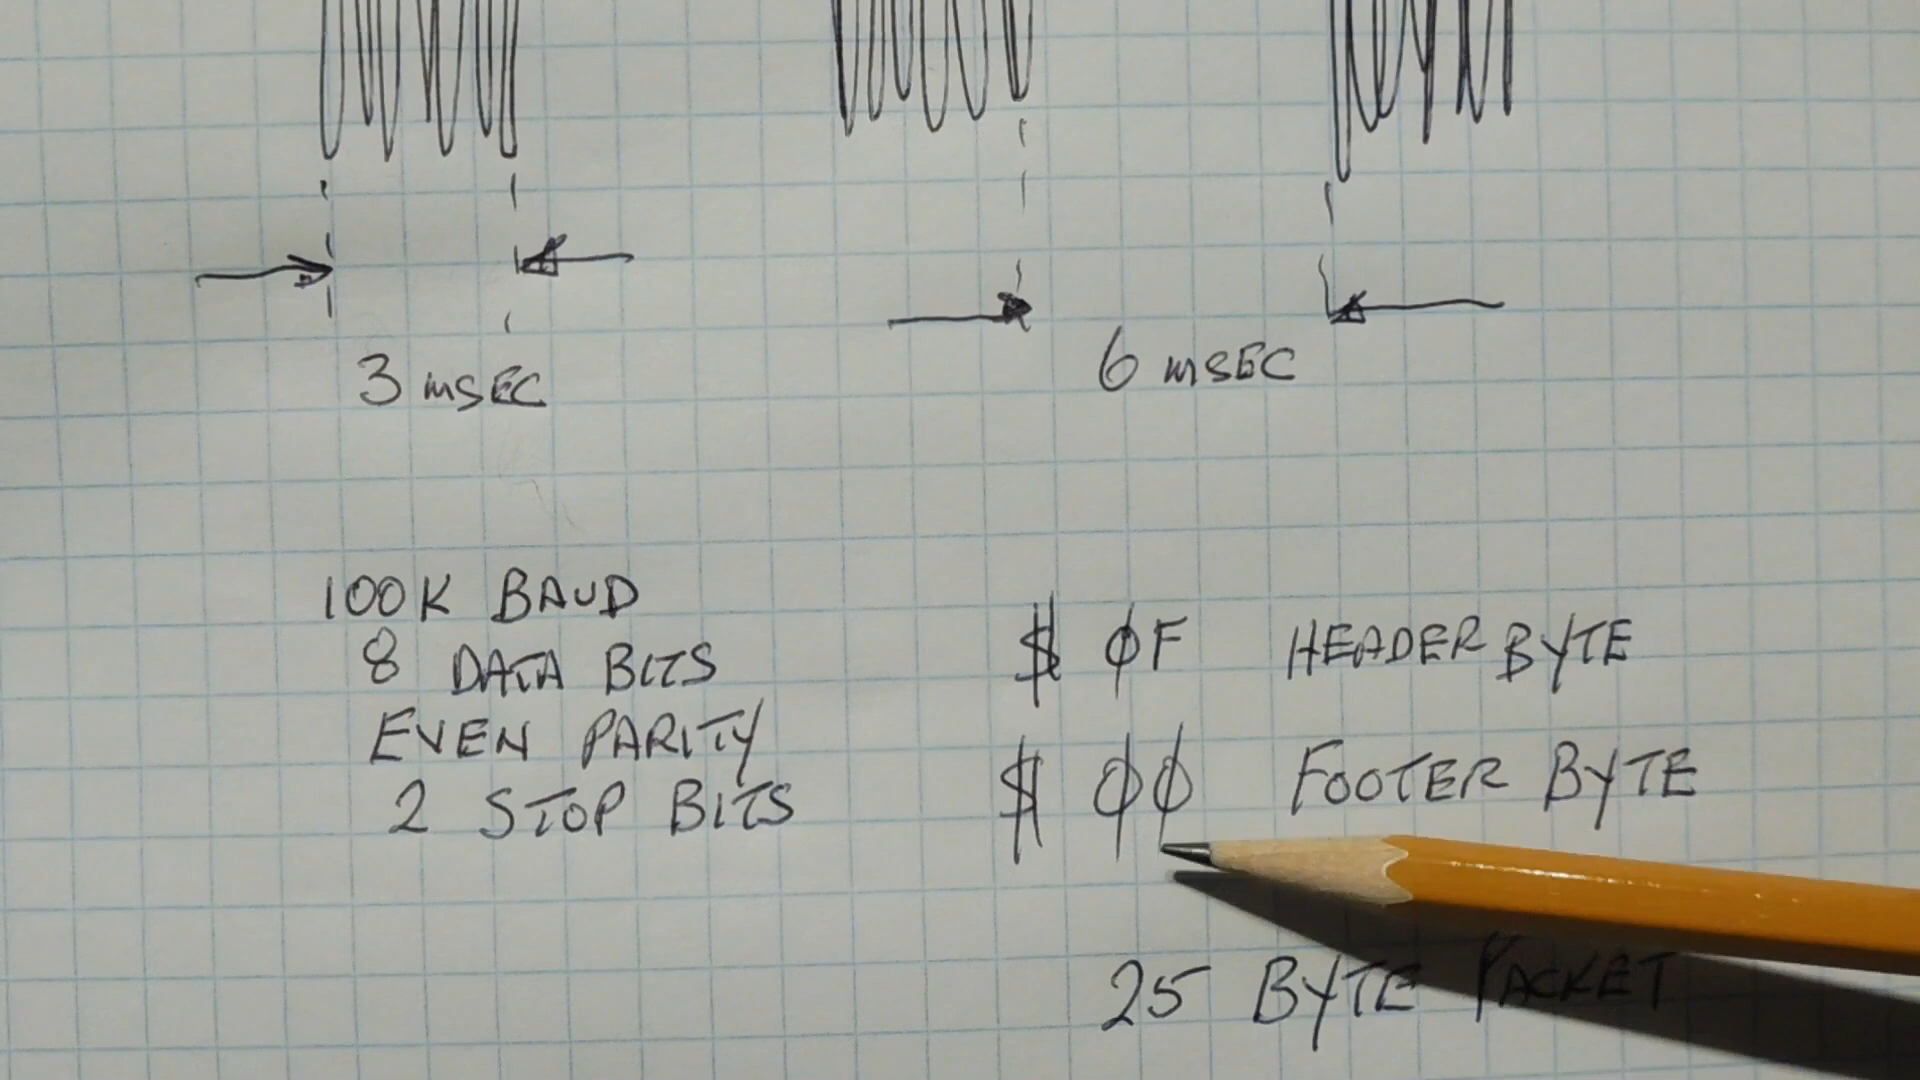 3 mSEC
6 mSEC
100K BAUD
8 DATA BITS
EVEN PARITY
2 STOP BITS
$ 0F HEADER BYTE
$ 00 FOOTER BYTE
25 BYTE PACKET